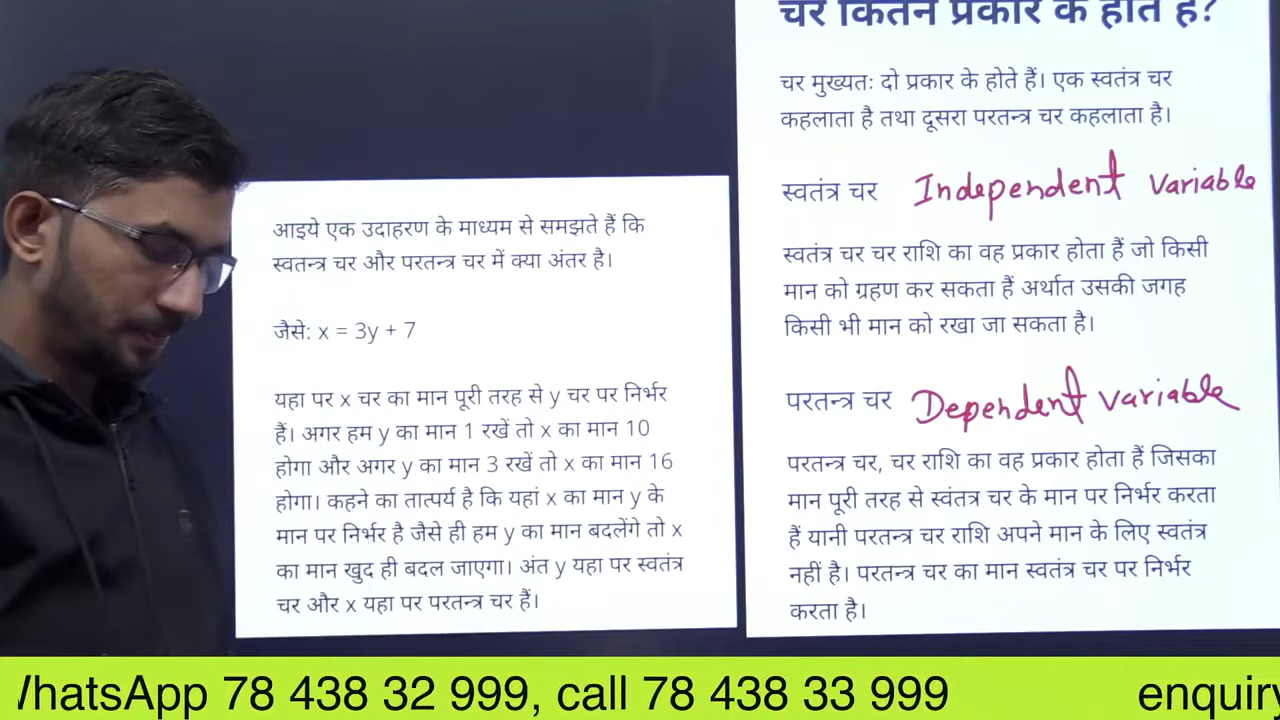 चर कितने प्रकार के होते हैं?
चर मुख्यतः दो प्रकार के होते हैं। एक स्वतंत्र चर
कहलाता है तथा दूसरा परतन्त्र चर कहलाता है।
स्वतंत्र चर Independent variable
स्वतंत्र चर चर राशि का वह प्रकार होता हैं जो किसी
मान को ग्रहण कर सकता हैं अर्थात उसकी जगह
किसी भी मान को रखा जा सकता है।
परतन्त्र चर Dependent variable
परतन्त्र चर, चर राशि का वह प्रकार होता हैं जिसका
मान पूरी तरह से स्वंतत्र चर के मान पर निर्भर करता
हैं यानी परतन्त्र चर राशि अपने मान के लिए स्वतंत्र
नहीं है। परतन्त्र चर का मान स्वतंत्र चर पर निर्भर
करता है।
आइये एक उदाहरण के माध्यम से समझते हैं कि
स्वतन्त्र चर और परतन्त्र चर में क्या अंतर है।
जैसे: x = 3y + 7
यहा पर x चर का मान पूरी तरह से y चर पर निर्भर
हैं। अगर हम y का मान 1 रखें तो x का मान 10
होगा और अगर y का मान 3 रखें तो x का मान 16
होगा। कहने का तात्पर्य है कि यहां x का मान y के
मान पर निर्भर है जैसे ही हम y का मान बदलेंगे तो x
का मान खुद ही बदल जाएगा। अंत y यहा पर स्वतंत्र
चर और x यहा पर परतन्त्र चर हैं।
WhatsApp 78 438 32 999, call 78 438 33 999 enquiry